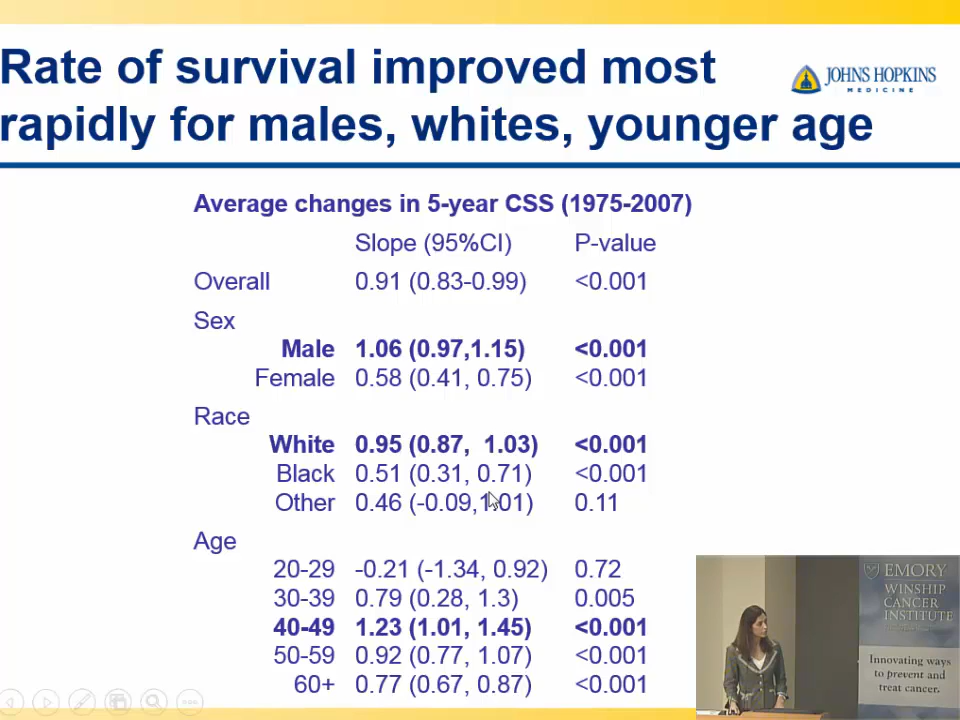 Rate of survival improved most
rapidly for males, whites, younger age
JOHNS HOPKINS
MEDICINE
Average changes in 5-year CSS (1975-2007)
Slope (95%CI) P-value
Overall 0.91 (0.83-0.99) <0.001
Sex
Male 1.06 (0.97,1.15) <0.001
Female 0.58 (0.41, 0.75) <0.001
Race
White 0.95 (0.87, 1.03) <0.001
Black 0.51 (0.31, 0.71) <0.001
Other 0.46 (-0.09,1.01) 0.11
Age
20-29 -0.21 (-1.34, 0.92) 0.72
30-39 0.79 (0.28, 1.3) 0.005
40-49 1.23 (1.01, 1.45) <0.001
50-59 0.92 (0.77, 1.07) <0.001
60+ 0.77 (0.67, 0.87) <0.001
EMORY
WINSHIP
CANCER
INSTITUTE
Innovating ways
to prevent and
treat cancer.